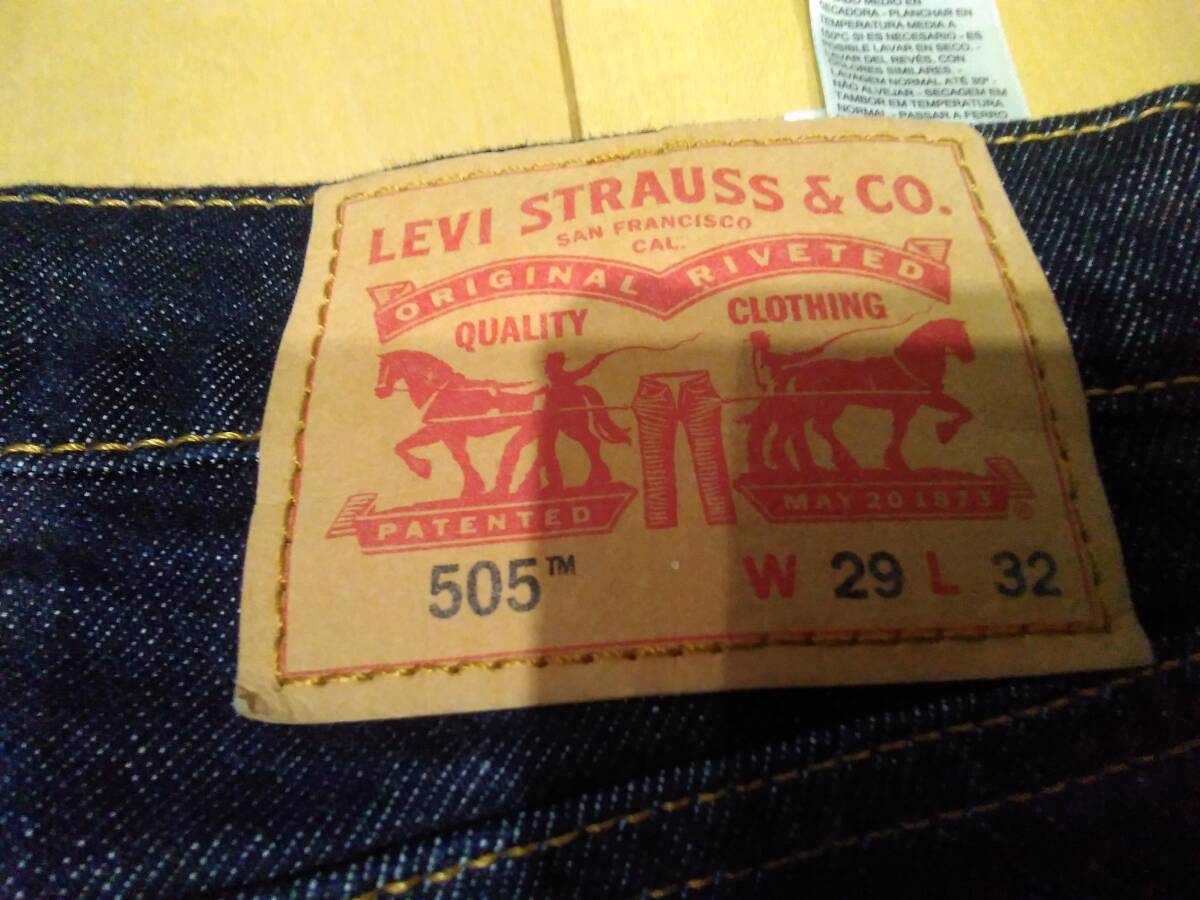 SECADORA - PLANCHAR EN
TEMPERATURA MEDIA A
150ºC SI ES NECESARIO - ES
POSIBLE LAVAR EN SECO. -
LAVAR DEL REVÉS, CON
COLORES SIMILARES. -
LAVAGEM NORMAL ATÉ 30º -
NÃO ALVEJAR - SECAGEM EM
TAMBOR EM TEMPERATURA
NORMAL - PASSAR A FERRO
LEVI STRAUSS & CO.
SAN FRANCISCO
CAL.
ORIGINAL RIVETED
QUALITY CLOTHING
PATENTED MAY 20 1873 ®
505™ W 29 L 32